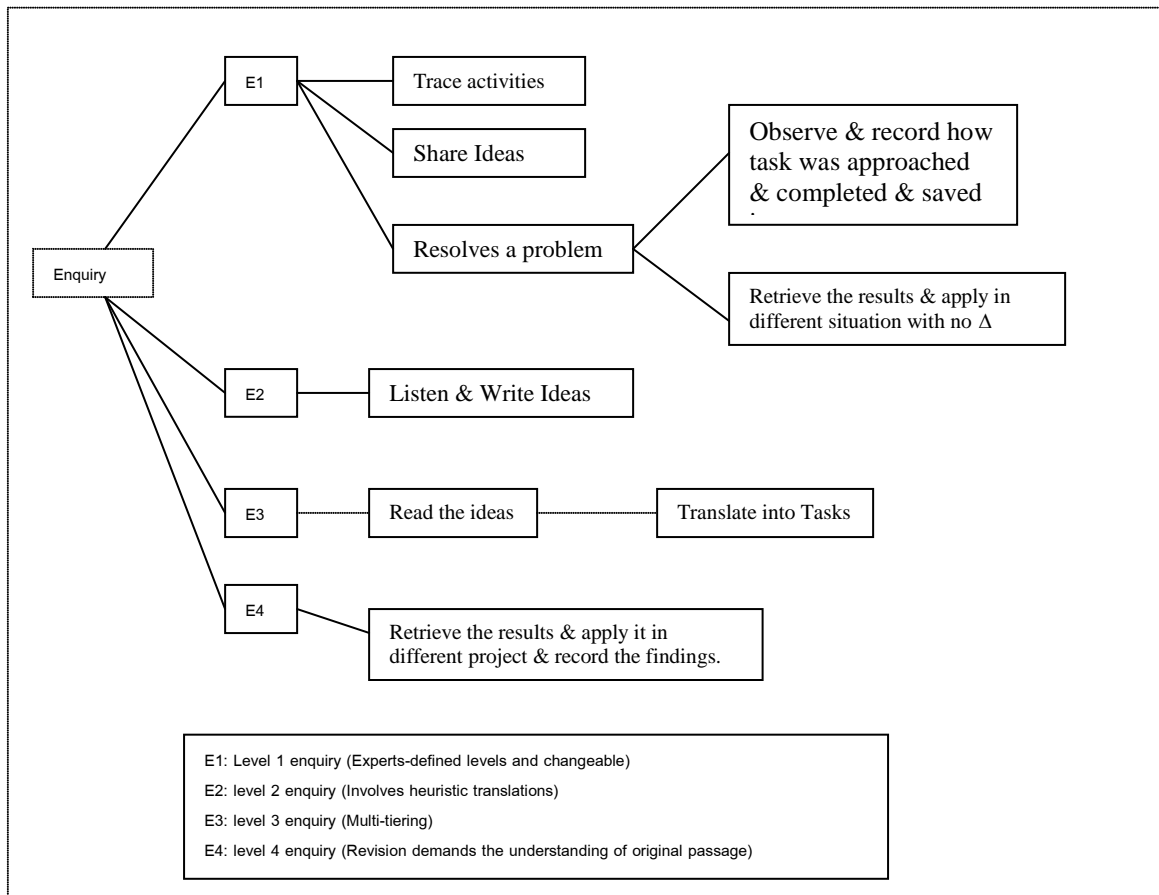 E1
Trace activities
Share Ideas
Observe & record how
task was approached
& completed & saved
Resolves a problem
Enquiry
Retrieve the results & apply in
different situation with no Δ
E2
Listen & Write Ideas
E3
Read the ideas
Translate into Tasks
E4
Retrieve the results & apply it in
different project & record the findings.
E1: Level 1 enquiry (Experts-defined levels and changeable)
E2: level 2 enquiry (Involves heuristic translations)
E3: level 3 enquiry (Multi-tiering)
E4: level 4 enquiry (Revision demands the understanding of original passage)